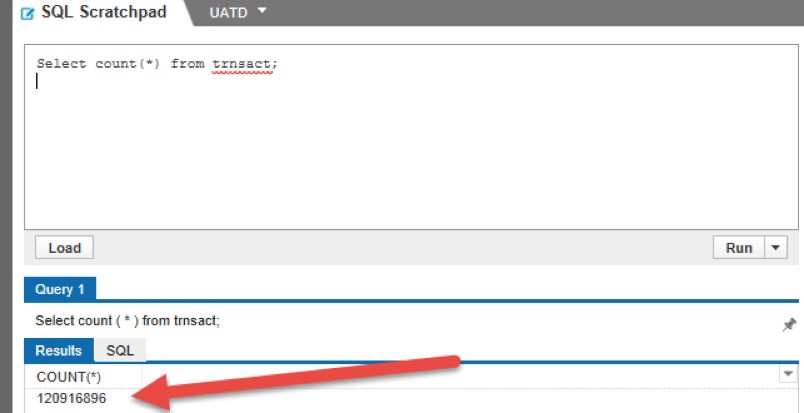 SQL Scratchpad UATD
Select count(*) from trnsact;
Load Run
Query 1
Select count ( * ) from trnsact;
Results SQL
COUNT(*)
120916896